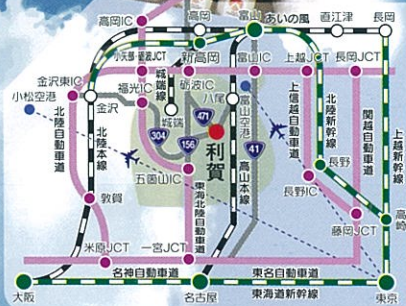 高岡IC
高岡
富山
あいの風
直江津
長岡
小矢部・砺波JCT
新高岡
砺波IC
富山IC
上越JCT
長岡JCT
金沢東IC
福光IC
城端線
八尾
富山空港
小松空港
金沢
城端
471
304
156
利賀
41
上信越自動車道
北陸新幹線
関越自動車道
上越新幹線
北陸自動車道
北陸本線
五箇山IC
東海北陸自動車道
高山本線
長野
長野IC
高崎
藤岡JCT
敦賀
米原JCT
一宮JCT
名神自動車道
東名自動車道
東海道新幹線
大阪
名古屋
東京